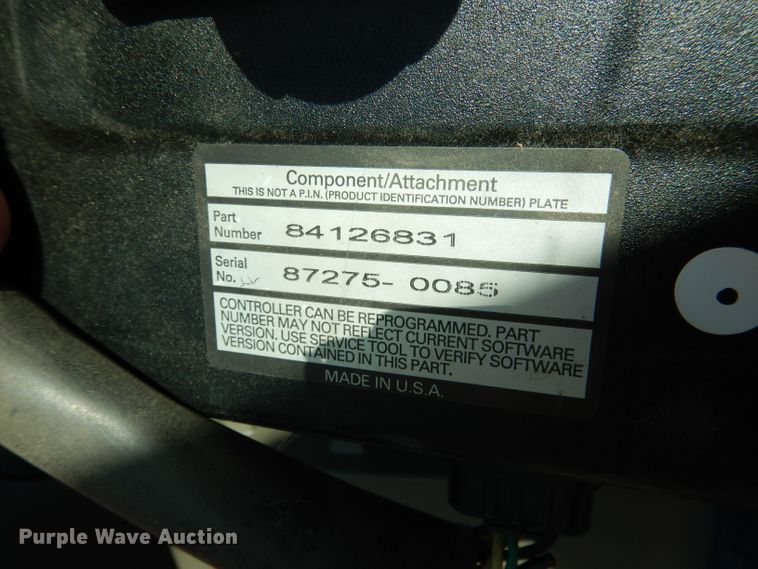 Component/Attachment
THIS IS NOT A P.I.N. (PRODUCT IDENTIFICATION NUMBER) PLATE
Part Number 84126831
Serial No. 87275-0085
CONTROLLER CAN BE REPROGRAMMED. PART
NUMBER MAY NOT REFLECT CURRENT SOFTWARE
VERSION. USE SERVICE TOOL TO VERIFY SOFTWARE
VERSION CONTAINED IN THIS PART.
MADE IN U.S.A.
Purple Wave Auction